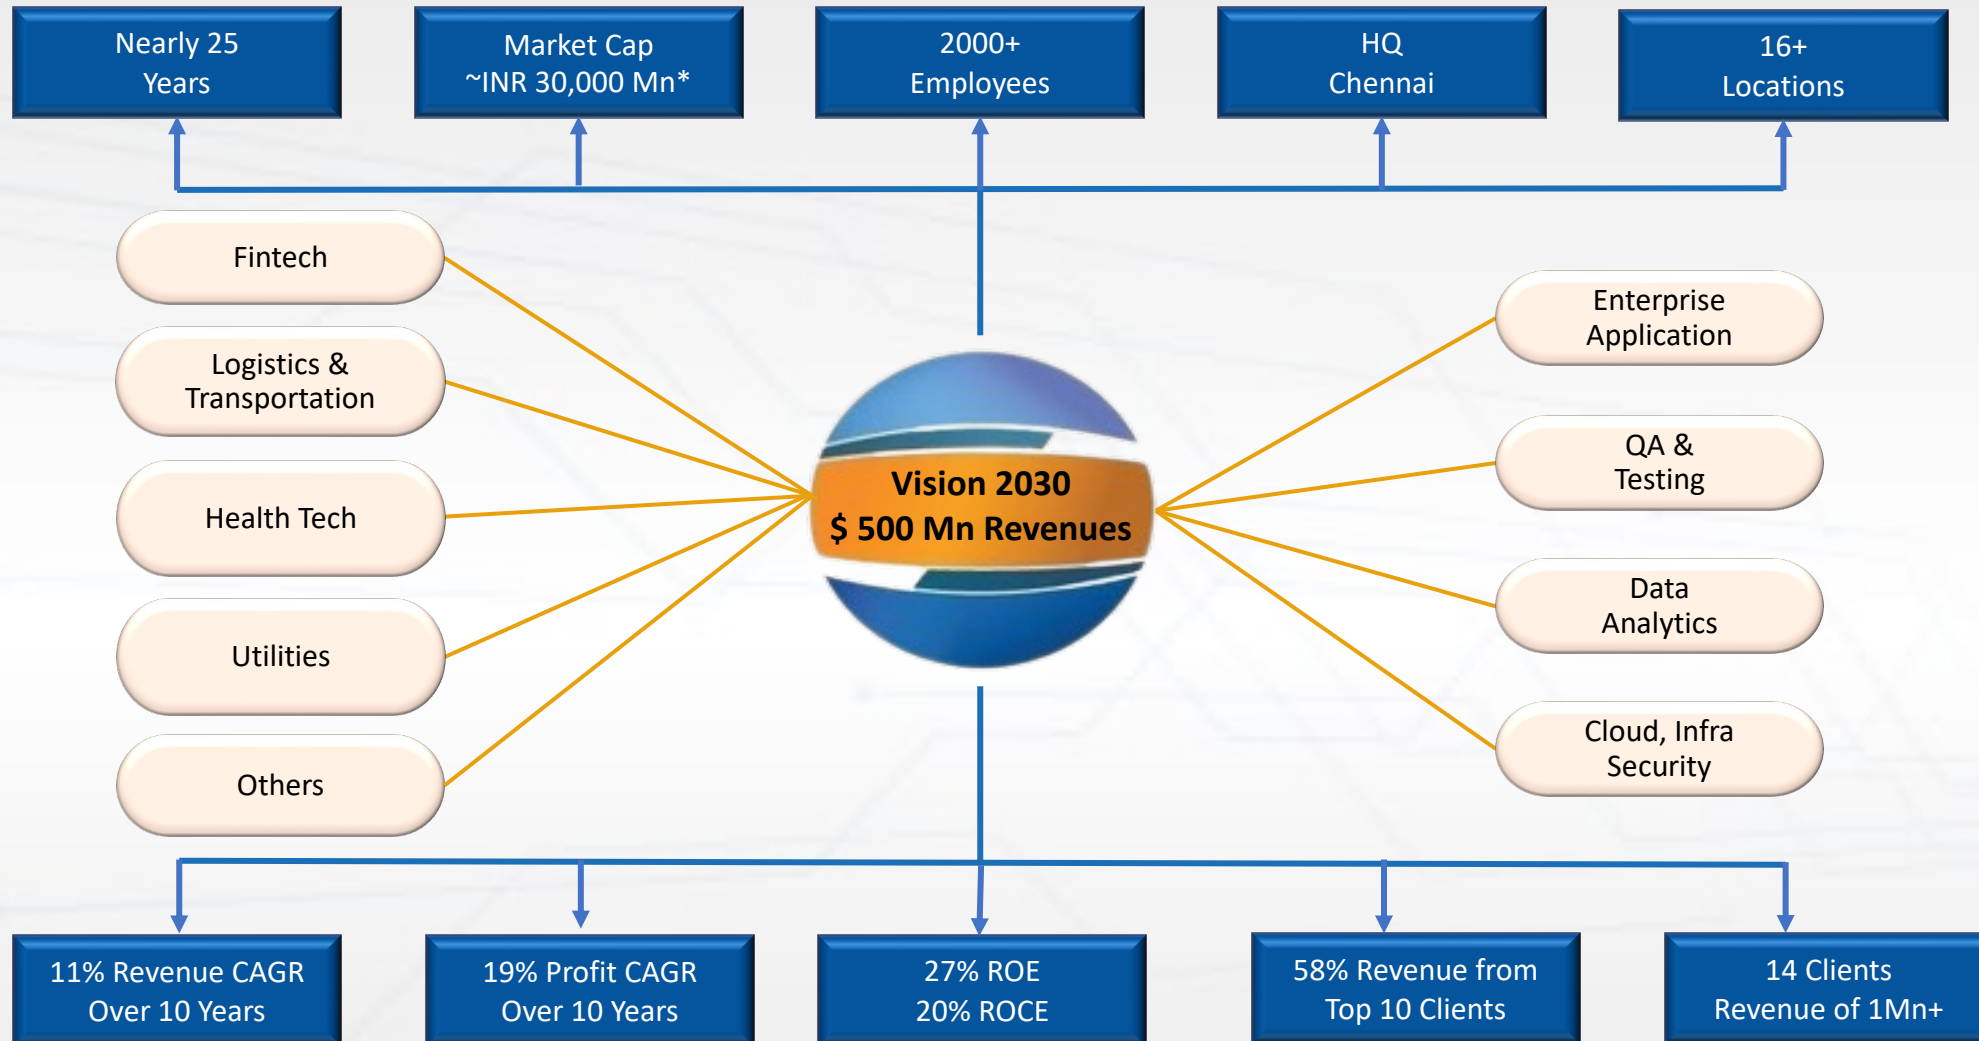 Nearly 25
Years
Market Cap
~INR 30,000 Mn*
2000+
Employees
HQ
Chennai
16+
Locations
Fintech
Logistics &
Transportation
Health Tech
Utilities
Others
Vision 2030
$ 500 Mn Revenues
Enterprise
Application
QA &
Testing
Data
Analytics
Cloud, Infra
Security
11% Revenue CAGR
Over 10 Years
19% Profit CAGR
Over 10 Years
27% ROE
20% ROCE
58% Revenue from
Top 10 Clients
14 Clients
Revenue of 1Mn+